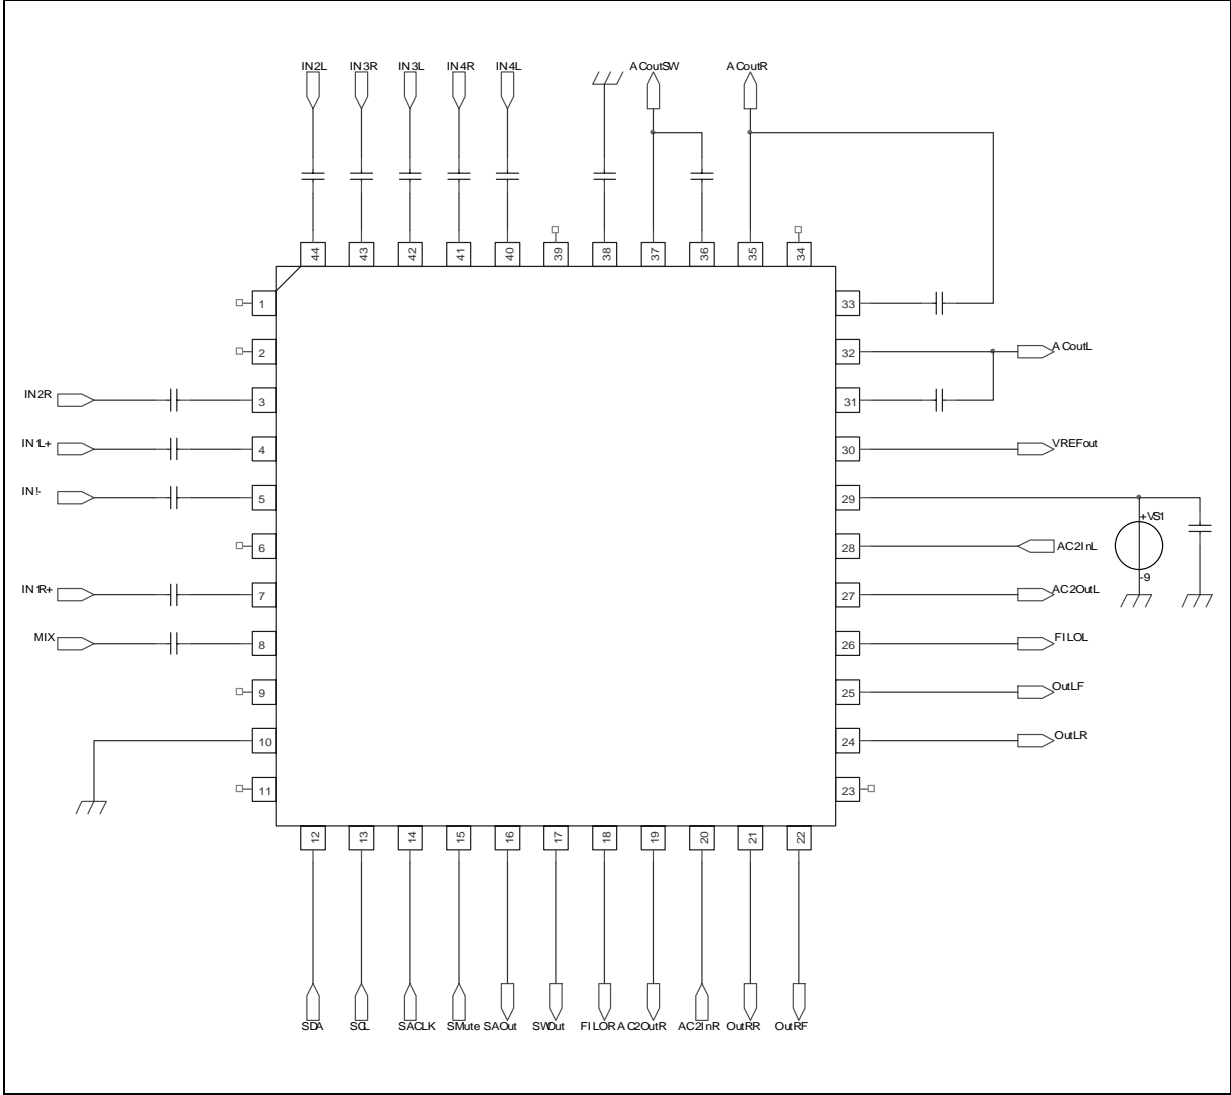 IN2L IN3R IN3L IN4R IN4L ACoutSW ACoutR
44 43 42 41 40 39 38 37 36 35 34
1
33
2
32
ACoutL
IN2R
3
31
IN1L+
4
30
VREFout
IN!-
5
29
+VS1
6
28
AC2InL
-9
IN1R+
7
27
AC2OutL
MIX
8
26
FILOL
9
25
OutLF
10
24
OutLR
11
23
12 13 14 15 16 17 18 19 20 21 22
SDA SCL SACLK SMute SAOut SWOut FILOR AC2OutR AC2InR OutRR OutRF